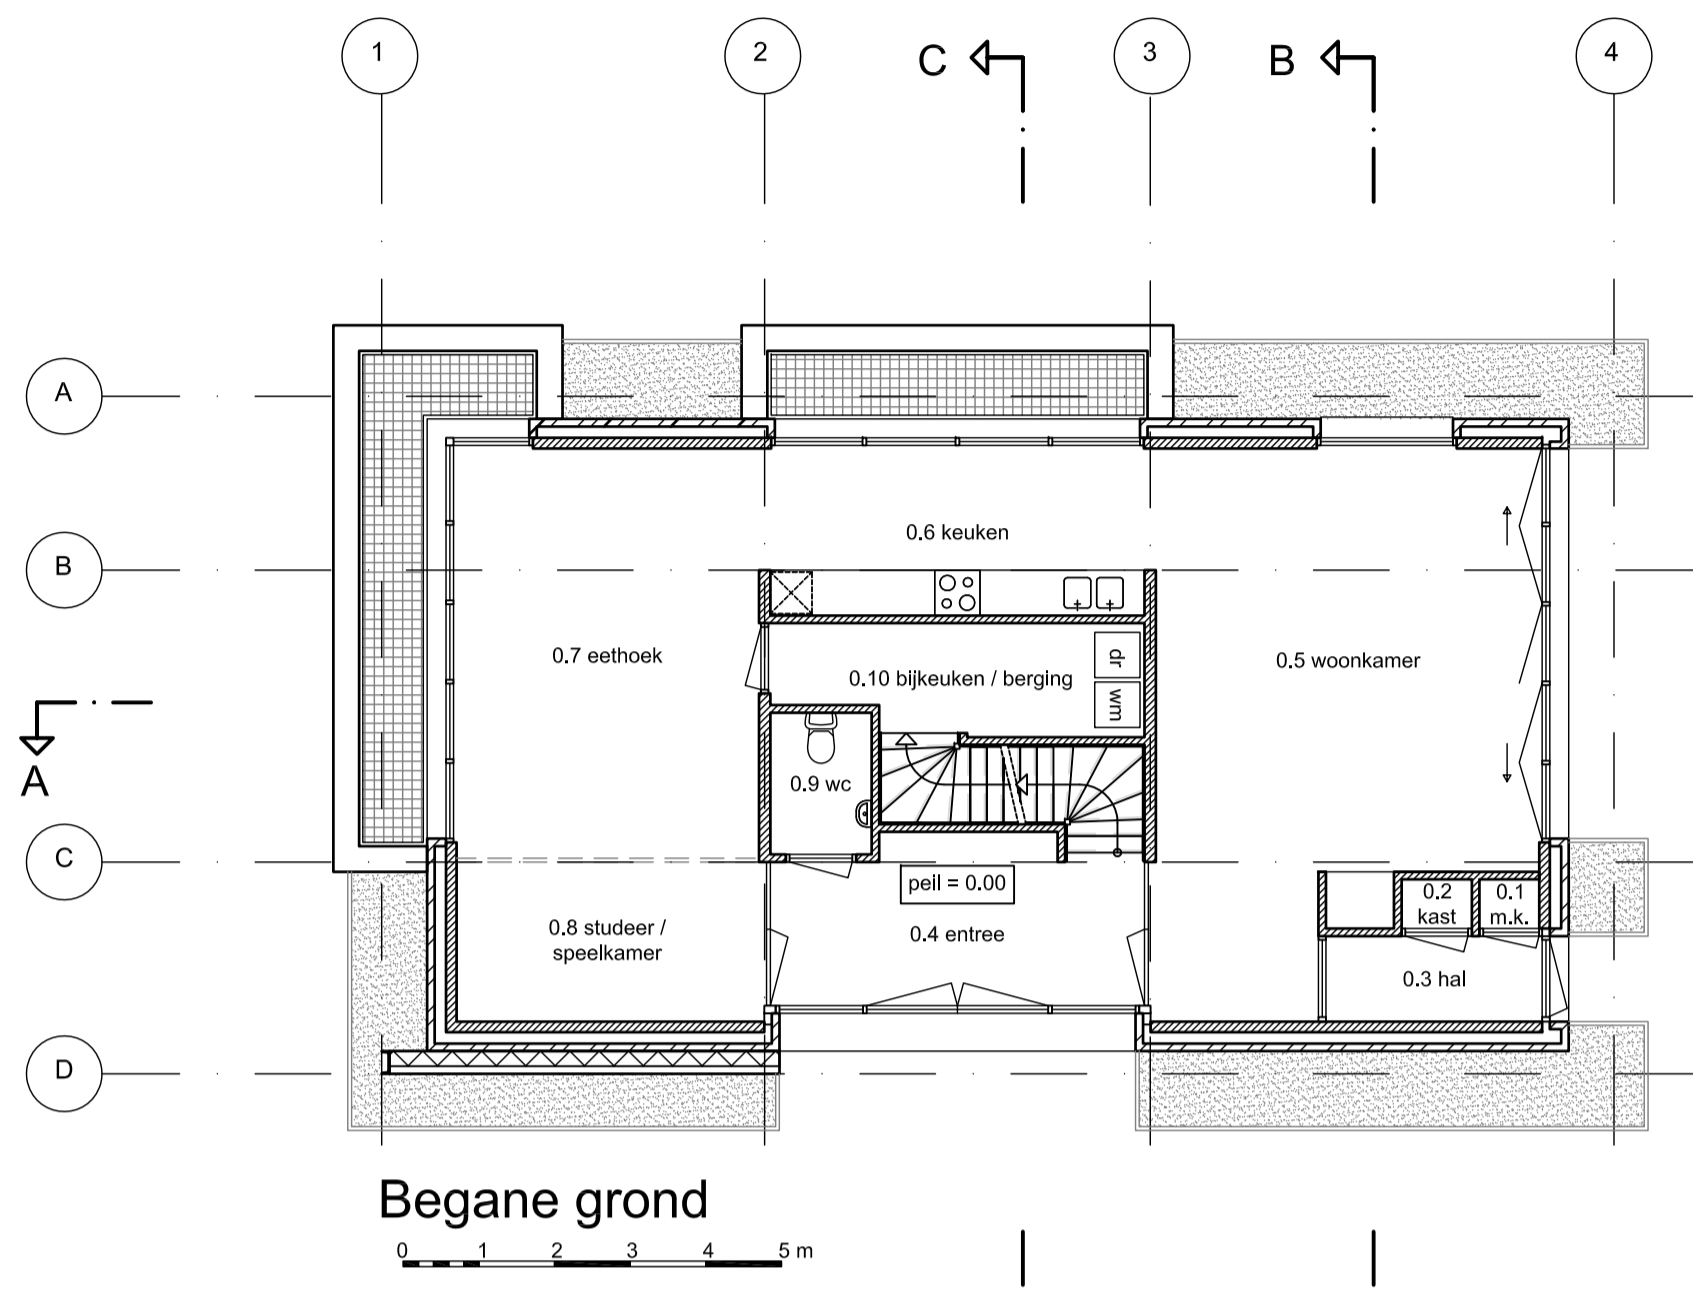 1
2
C
3
B
4
A
B
0.6 keuken
0.7 eethoek
dr
0.5 woonkamer
0.10 bijkeuken / berging
wm
A
0.9 wc
C
peil = 0.00
0.2
kast
0.1
m.k.
0.8 studeer /
speelkamer
0.4 entree
0.3 hal
D
Begane grond
0 1 2 3 4 5 m